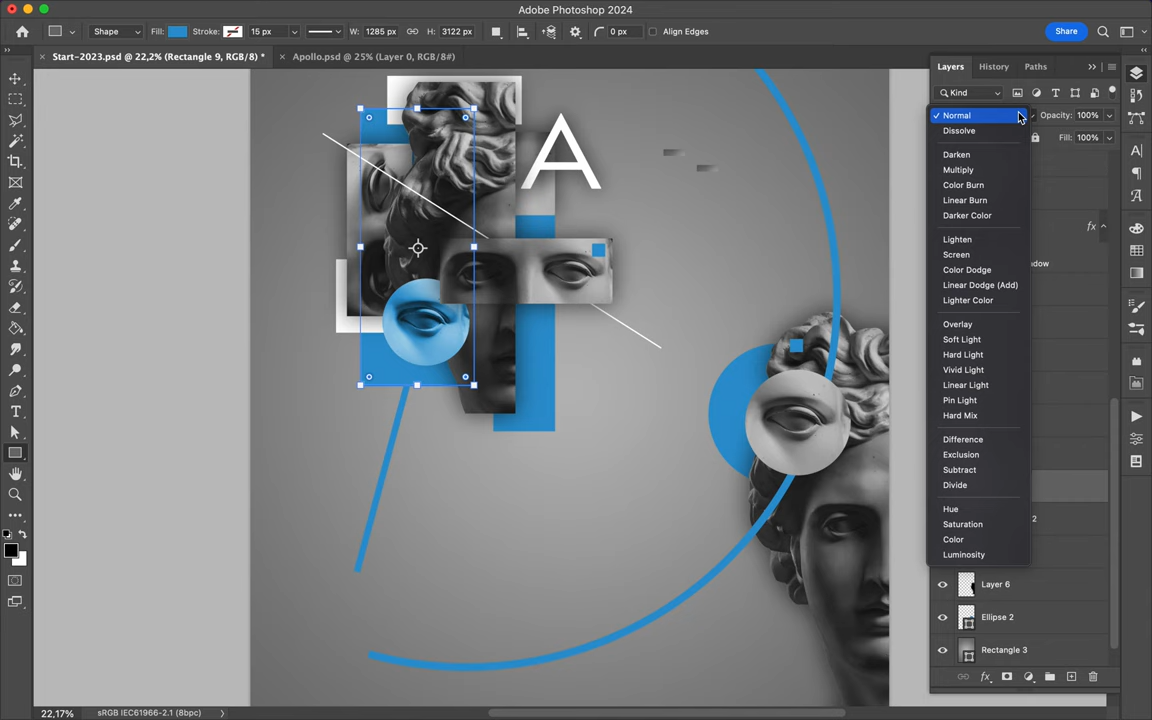 Adobe Photoshop 2024
Shape Fill: Stroke: 15 px W: 1285 px H: 3122 px 0 px Align Edges Share
Start-2023.psd @ 22,2% (Rectangle 9, RGB/8) * Apollo.psd @ 25% (Layer 0, RGB/8#)
Layers History Paths
Kind
Normal Opacity: 100%
Dissolve
Fill: 100%
Darken
Multiply
Color Burn
Linear Burn
Darker Color
fx
Lighten
Screen
ndow
Color Dodge
Linear Dodge (Add)
Lighter Color
Overlay
Soft Light
Hard Light
Vivid Light
Linear Light
Pin Light
Hard Mix
Difference
Exclusion
Subtract
Divide
Hue
2
Saturation
Color
Luminosity
Layer 6
Ellipse 2
Rectangle 3
fx
A
22,17% sRGB IEC61966-2.1 (8bpc)